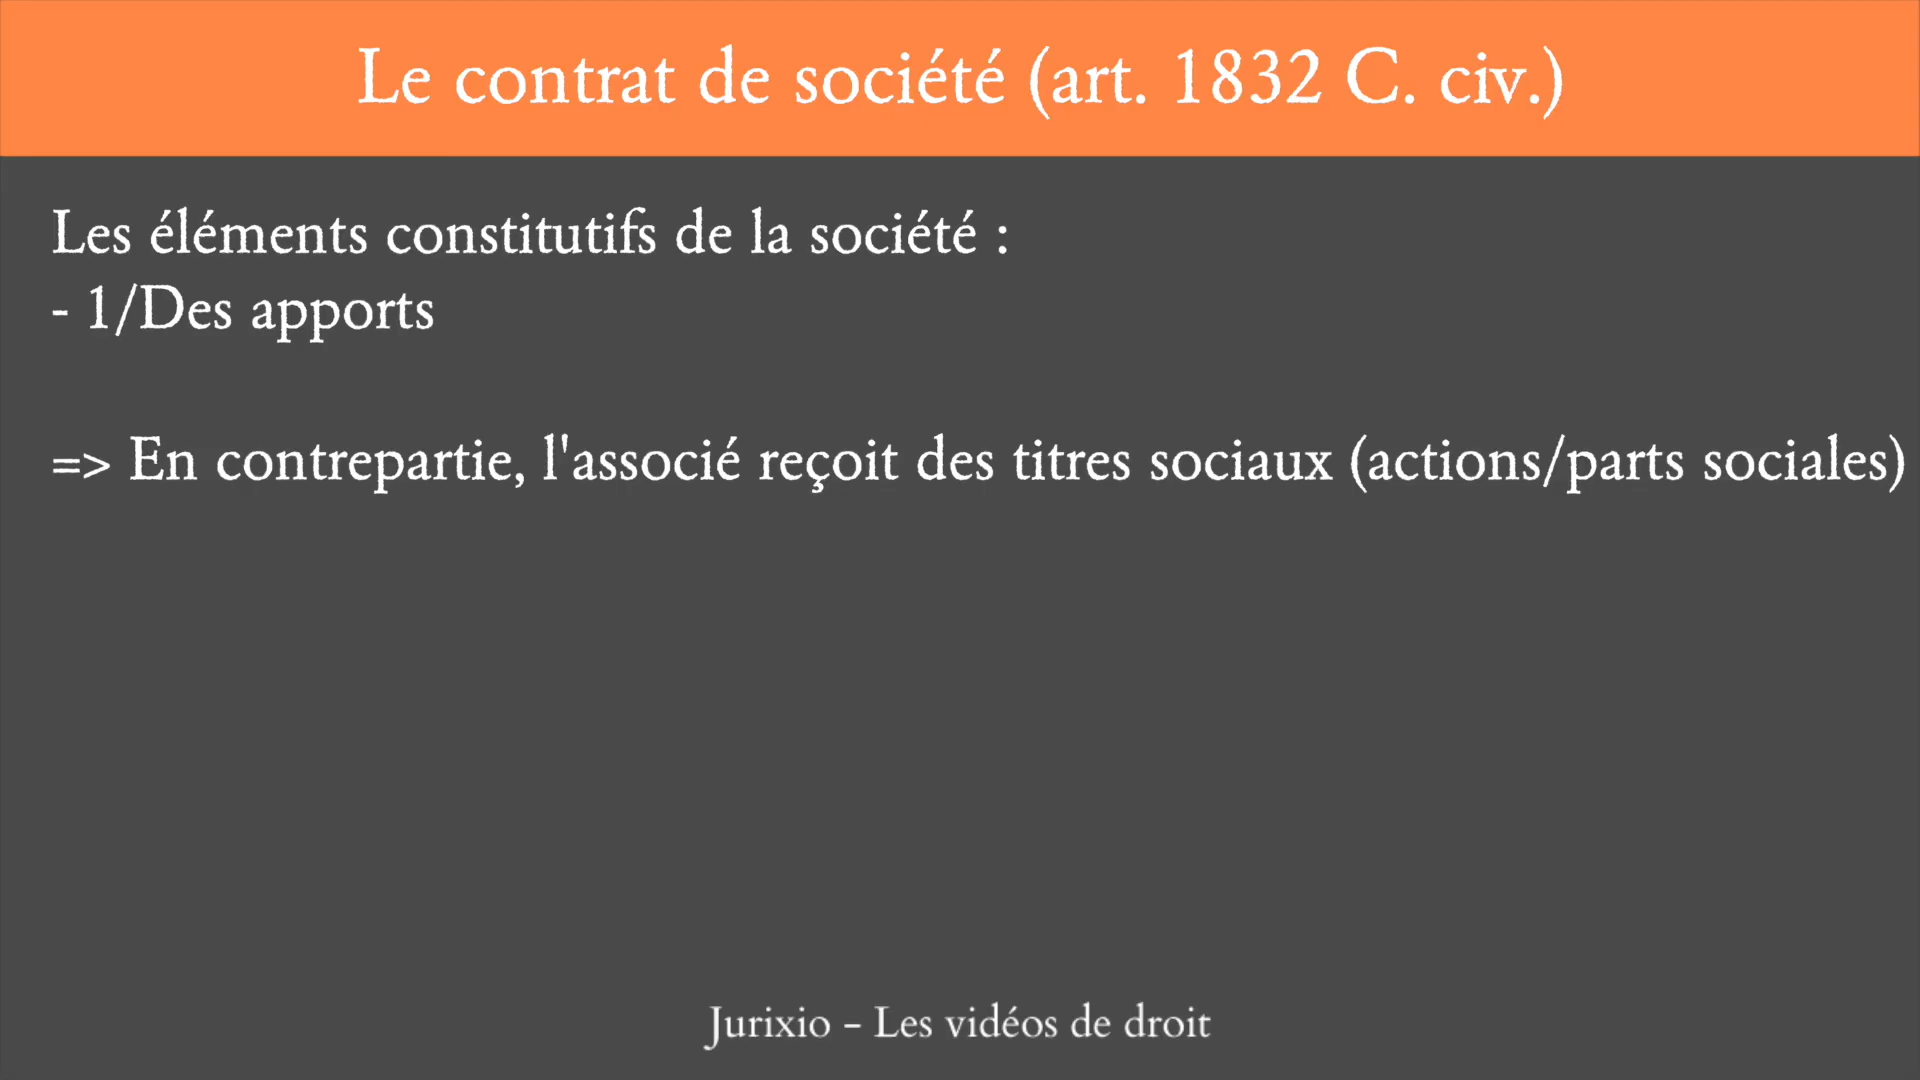 Le contrat de société (art. 1832 C. civ.)
Les éléments constitutifs de la société :
- 1/Des apports
=> En contrepartie, l'associé reçoit des titres sociaux (actions/parts sociales)
Jurixio - Les vidéos de droit